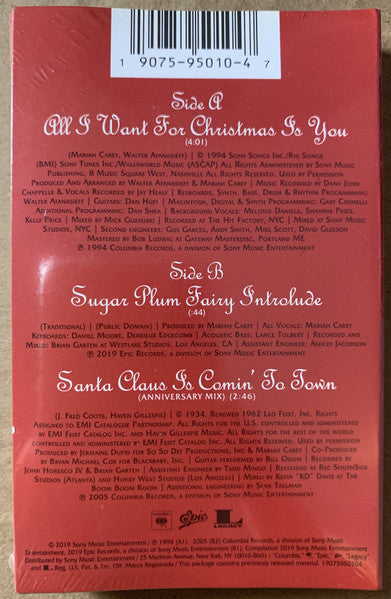 1 9075-95010-4 7
Side A
All I Want For Christmas Is You
(4:01)
(Mariah Carey, Walter Afanasieff) | © 1994 Sony Songs Inc./Rye Songs
(BMI) Sony Tunes Inc./Wallyworld Music (ASCAP) All Rights Administered by Sony Music
Publishing, 8 Music Square West, Nashville All Rights Reserved. Used by Permission
Produced And Arranged by Walter Afanasieff & Mariah Carey | Music Recorded by Dana John
Chappelle & Vocals Recorded by Jay Healy | Keyboards, Synth, Bass, Drum & Rhythm Programming:
Walter Afanasieff | Guitars: Dan Huff | Macintosh, Digital & Synth Programming: Gary Cirimelli
Additional Programming: Dan Shea | Background Vocals: Melonie Daniels, Shanrae Price,
Kelly Price | Mixed by Mick Guzauski | Recorded at The Hit Factory, NYC | Mixed at Sony Music
Studios, NYC | Second engineers: Gus Garces, Andy Smith, Mike Scott, David Gleeson
Mastered by Bob Ludwig at Gateway Masterdisc, Portland ME
℗ 1994 Columbia Records, a division of Sony Music Entertainment
Side B
Sugar Plum Fairy Introlude
(:44)
(Traditional) | (Public Domain) | Produced by Mariah Carey | All Vocals: Mariah Carey
Keyboards: Daniel Moore, Derrieux Edgecomb | Acoustic Bass: Lance Tolbert | Recorded and
Mixed: Brian Garten at Westlake Studios, Los Angeles, CA | Assistant Engineer: Ashley Jacobson
℗ 2019 Epic Records, a division of Sony Music Entertainment
Santa Claus Is Comin' To Town
(ANNIVERSARY MIX) (2:46)
(J. Fred Coots, Haven Gillespie) | © 1934, Renewed 1962 Leo Feist, Inc. Rights
Assigned to EMI Catalogue Partnership. All Rights for the U.S. controlled and administered
by EMI Feist Catalog Inc. and Haven Gillespie Music. All rights for the rest of the world
controlled and administered by EMI Feist Catalog Inc. All Rights Reserved Used by Permission
Produced by Jermaine Dupri for So So Def Productions, Inc & Mariah Carey | Co-Produced
by Bryan Michael Cox for Blackbaby, Inc. | Guitar Performed by Bill Odum | Recorded by
John Horesco IV & Brian Garten | Assistant Engineer by Tadd Mingo | Recorded at Rec SouthSide
Studios (Atlanta) and Honey West Studios (Los Angeles) | Mixed by Kevin "KD" Davis at The
Boom Boom Room | Additional engineering by Sean Tallman
℗ 2005 Columbia Records, a division of Sony Music Entertainment
COLUMBIA Epic LEGACY
© 2019 Sony Music Entertainment / ℗ 1994 (A1), 2005 (B2) Columbia Records, a division of Sony Music
Entertainment, 2019 Epic Records, a division of Sony Music Entertainment (B1). Compilation 2019 Sony Music Entertainment
Distributed by Sony Music Entertainment / 25 Madison Avenue, New York, NY 10010-8601 / "Columbia," "Epic," "Legacy"
and Reg. U.S. Pat. & Tm. Off. Marca Registrada / This package contains previously released material. 19075950104